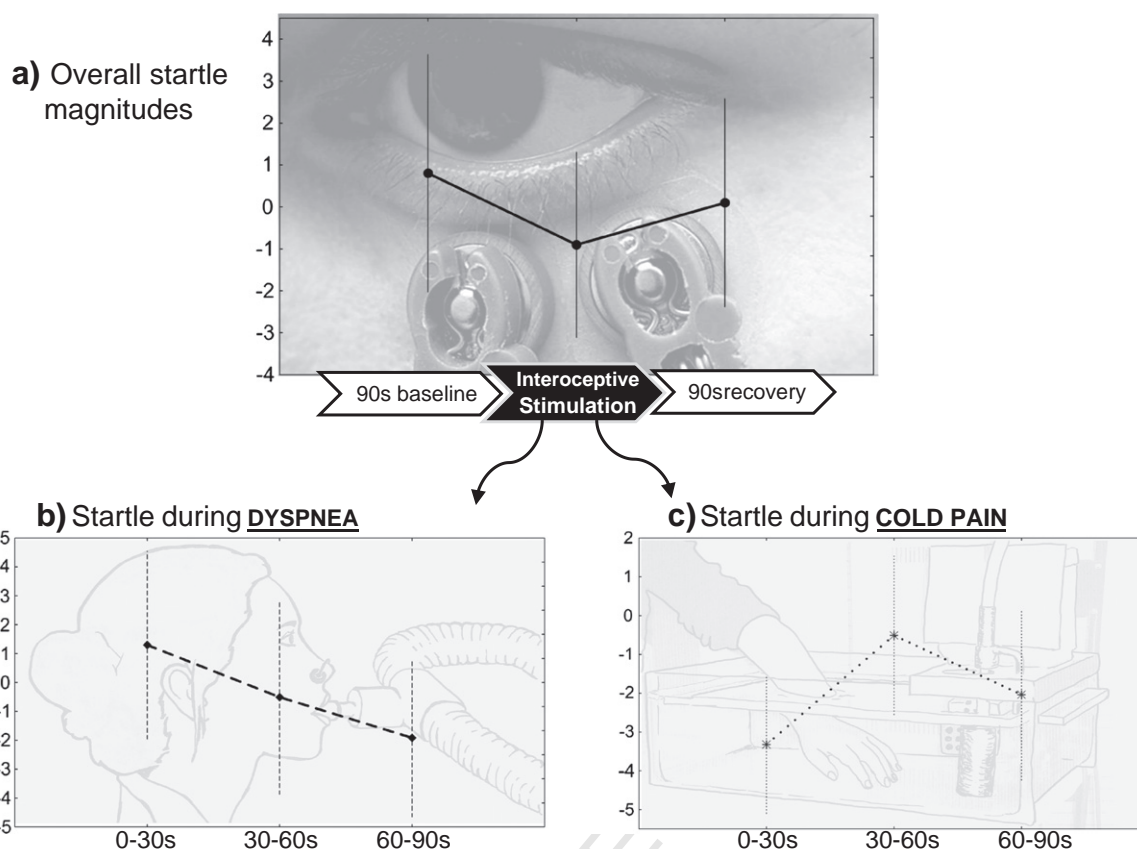 a) Overall startle
magnitudes
4
3
2
1
0
-1
-2
-3
-4
90s baseline
Interoceptive
Stimulation
90srecovery
b) Startle during DYSPNEA
5
4
3
2
1
0
-1
-2
-3
-4
-5
0-30s
30-60s
60-90s
c) Startle during COLD PAIN
2
1
0
-1
-2
-3
-4
-5
0-30s
30-60s
60-90s